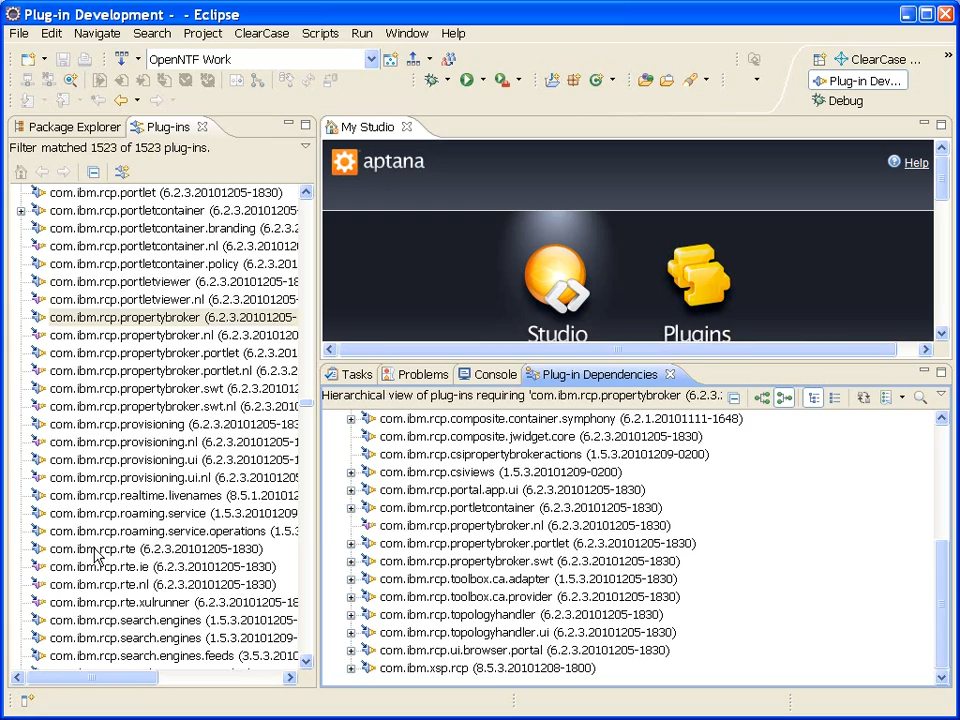 Plug-in Development - - Eclipse
File Edit Navigate Search Project ClearCase Scripts Run Window Help
OpenNTF Work
ClearCase ...
Plug-in Dev...
Debug
Package Explorer Plug-ins
Filter matched 1523 of 1523 plug-ins.
com.ibm.rcp.portlet (6.2.3.20101205-1830)
com.ibm.rcp.portletcontainer (6.2.3.20101205-
com.ibm.rcp.portletcontainer.branding (6.2.3.
com.ibm.rcp.portletcontainer.nl (6.2.3.201012
com.ibm.rcp.portletcontainer.policy (6.2.3.201
com.ibm.rcp.portletviewer (6.2.3.20101205-18
com.ibm.rcp.portletviewer.nl (6.2.3.20101205-
com.ibm.rcp.propertybroker (6.2.3.20101205-
com.ibm.rcp.propertybroker.nl (6.2.3.2010120
com.ibm.rcp.propertybroker.portlet (6.2.3.201
com.ibm.rcp.propertybroker.portlet.nl (6.2.3.2
com.ibm.rcp.propertybroker.swt (6.2.3.201012
com.ibm.rcp.propertybroker.swt.nl (6.2.3.2010
com.ibm.rcp.provisioning (6.2.3.20101205-183
com.ibm.rcp.provisioning.nl (6.2.3.20101205-1
com.ibm.rcp.provisioning.ui (6.2.3.20101205-1
com.ibm.rcp.provisioning.ui.nl (6.2.3.2010120
com.ibm.rcp.realtime.livenames (8.5.1.201012
com.ibm.rcp.roaming.service (1.5.3.20101209-
com.ibm.rcp.roaming.service.operations (1.5.3
com.ibm.rcp.rte (6.2.3.20101205-1830)
com.ibm.rcp.rte.ie (6.2.3.20101205-1830)
com.ibm.rcp.rte.nl (6.2.3.20101205-1830)
com.ibm.rcp.rte.xulrunner (6.2.3.20101205-18
com.ibm.rcp.search.engines (1.5.3.20101205-
com.ibm.rcp.search.engines (1.5.3.20101209-
com.ibm.rcp.search.engines.feeds (3.5.3.2010
My Studio
aptana
Help
Studio Plugins
Tasks Problems Console Plug-in Dependencies
Hierarchical view of plug-ins requiring 'com.ibm.rcp.propertybroker (6.2.3.
com.ibm.rcp.composite.container.symphony (6.2.1.20101111-1648)
com.ibm.rcp.composite.jwidget.core (6.2.3.20101205-1830)
com.ibm.rcp.csipropertybrokeractions (1.5.3.20101209-0200)
com.ibm.rcp.csiviews (1.5.3.20101209-0200)
com.ibm.rcp.portal.app.ui (6.2.3.20101205-1830)
com.ibm.rcp.portletcontainer (6.2.3.20101205-1830)
com.ibm.rcp.propertybroker.nl (6.2.3.20101205-1830)
com.ibm.rcp.propertybroker.portlet (6.2.3.20101205-1830)
com.ibm.rcp.propertybroker.swt (6.2.3.20101205-1830)
com.ibm.rcp.toolbox.ca.adapter (1.5.3.20101205-1830)
com.ibm.rcp.toolbox.ca.provider (6.2.3.20101205-1830)
com.ibm.rcp.topologyhandler (6.2.3.20101205-1830)
com.ibm.rcp.topologyhandler.ui (6.2.3.20101205-1830)
com.ibm.rcp.ui.browser.portal (6.2.3.20101205-1830)
com.ibm.xsp.rcp (8.5.3.20101208-1800)